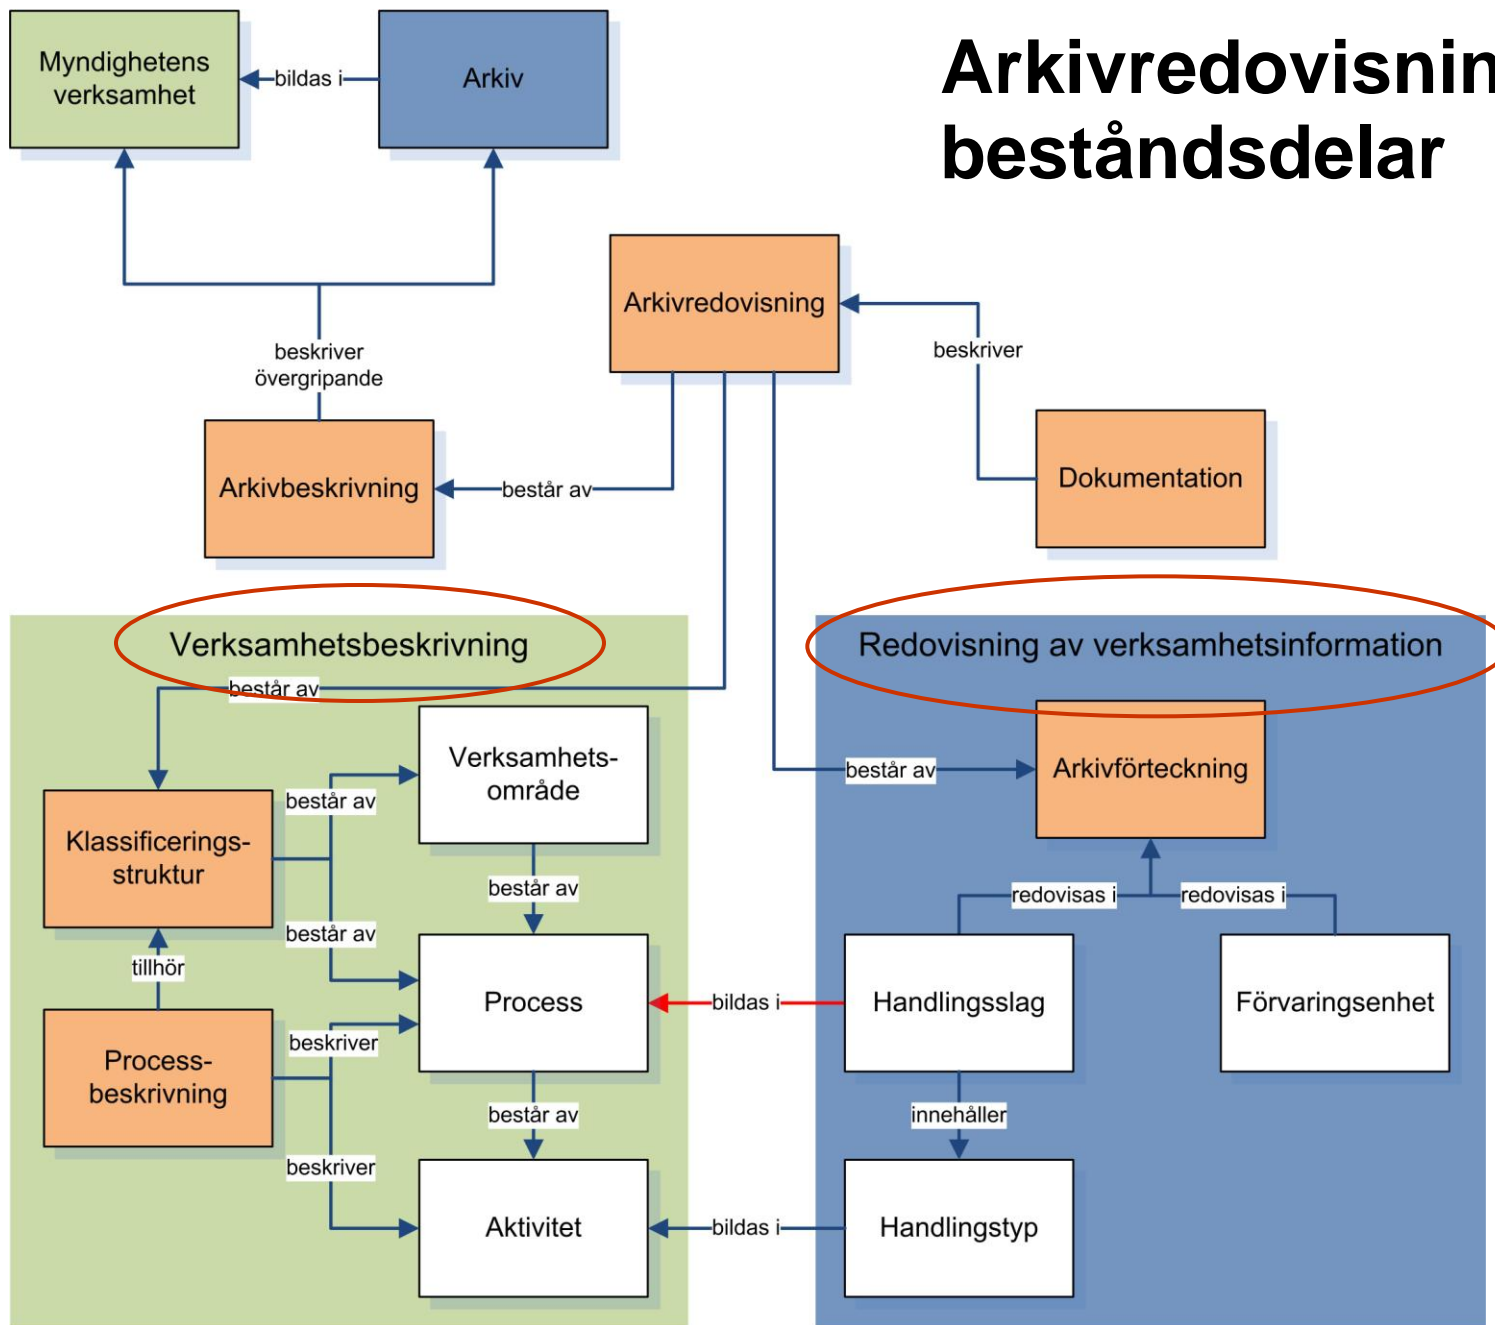 Arkivredovisnin
beståndsdelar
Myndighetens
verksamhet
bildas i
Arkiv
beskriver
övergripande
Arkivredovisning
beskriver
Arkivbeskrivning
består av
Dokumentation
Verksamhetsbeskrivning
Redovisning av verksamhetsinformation
består av
Verksamhets-
område
består av
Arkivförteckning
består av
Klassificerings-
struktur
består av
består av
redovisas i
redovisas i
tillhör
Process
bildas i
Handlingsslag
Förvaringsenhet
Process-
beskrivning
beskriver
består av
innehåller
beskriver
Aktivitet
bildas i
Handlingstyp